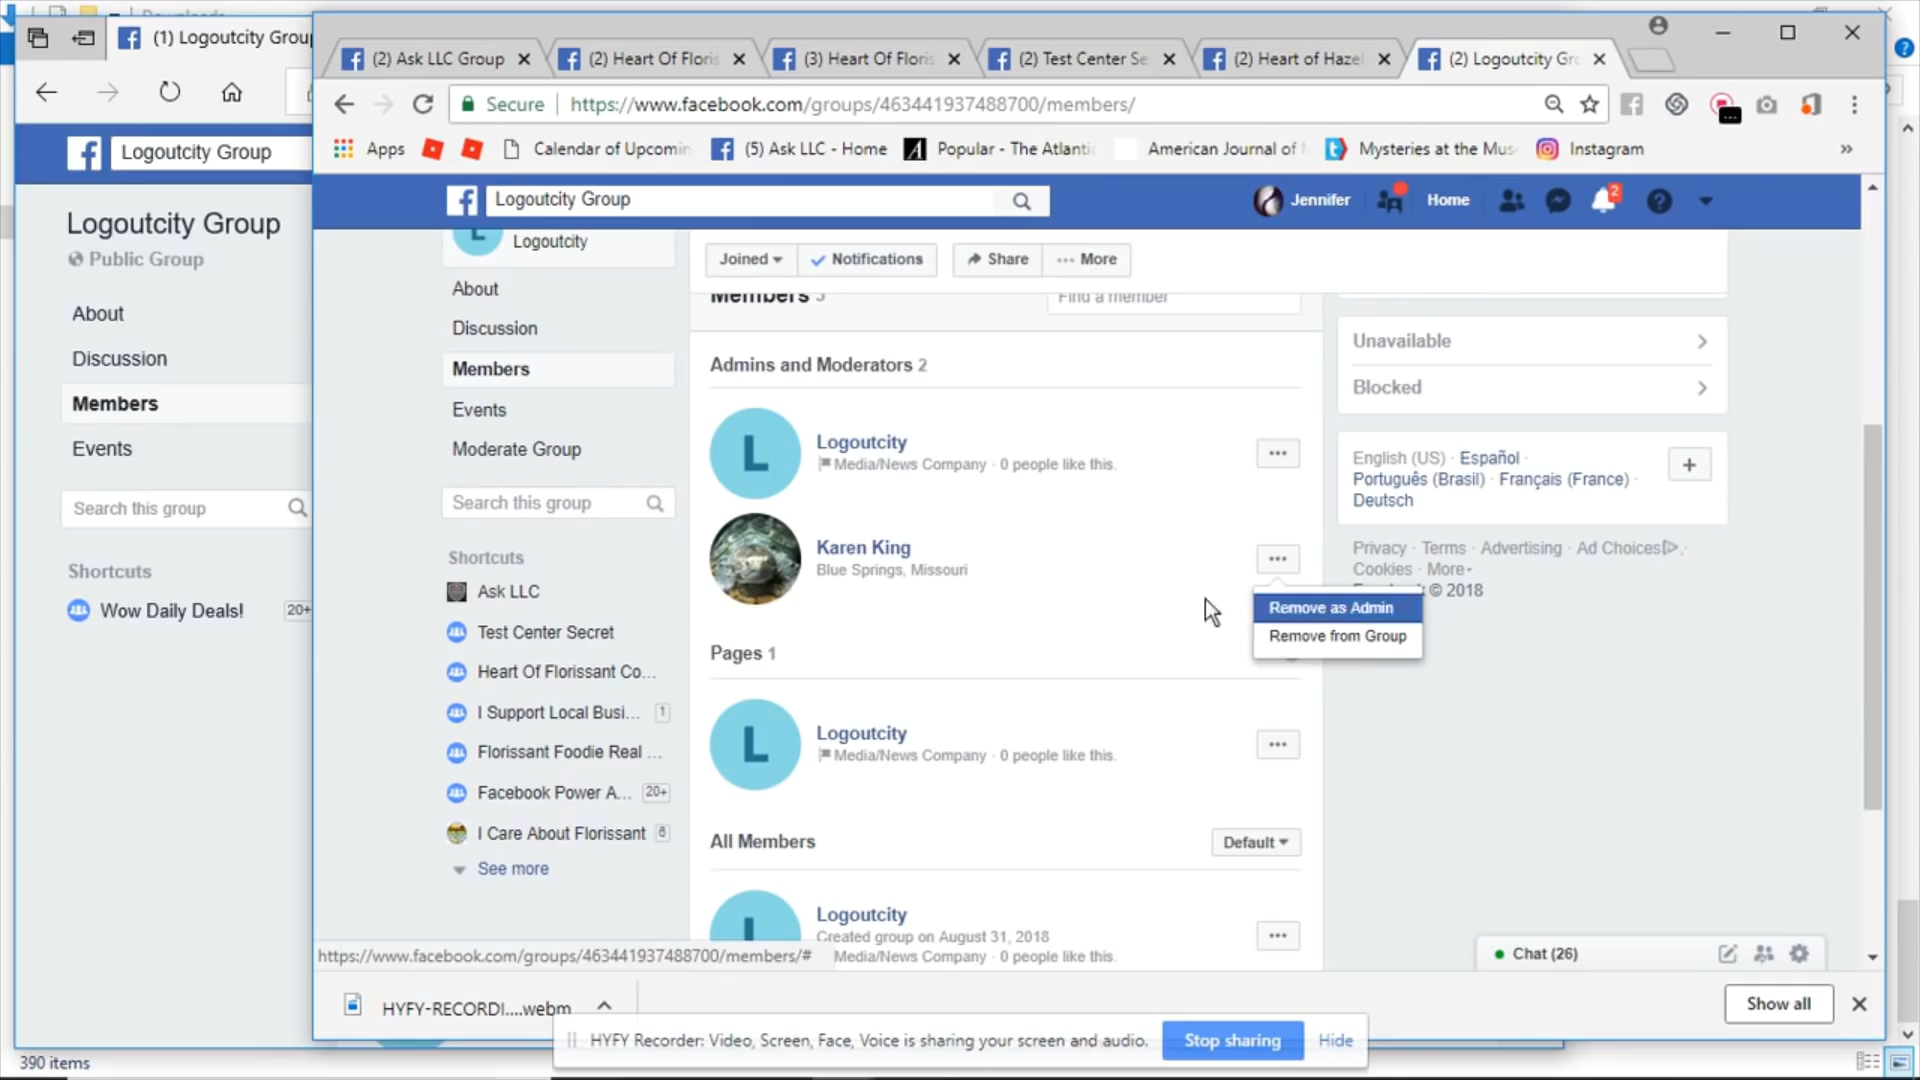 Downloads
(1) Logoutcity Grou
(2) Ask LLC Group
(2) Heart Of Floris
(3) Heart Of Floris
(2) Test Center Se
(2) Heart of Hazel
(2) Logoutcity Gro
Secure
https://www.facebook.com/groups/463441937488700/members/
Apps
Calendar of Upcomin
(5) Ask LLC - Home
Popular - The Atlanti
American Journal of
Mysteries at the Mus
Instagram
»
Logoutcity Group
Logoutcity Group
Public Group
About
Discussion
Members
Events
Search this group
Shortcuts
Wow Daily Deals!
20+
Logoutcity Group
Jennifer
Home
2
Logoutcity
About
Discussion
Members
Events
Moderate Group
Search this group
Shortcuts
Ask LLC
Test Center Secret
Heart Of Florissant Co...
I Support Local Busi... 1
Florissant Foodie Real ...
Facebook Power A... 20+
I Care About Florissant 6
See more
Joined
Notifications
Share
More
Members
Find a member
Admins and Moderators 2
L
Logoutcity
Media/News Company · 0 people like this.
Karen King
Blue Springs, Missouri
Remove as Admin
Remove from Group
Pages 1
L
Logoutcity
Media/News Company · 0 people like this.
All Members
Default
Logoutcity
Created group on August 31, 2018
Media/News Company · 0 people like this.
Unavailable
Blocked
English (US) · Español ·
Português (Brasil) · Français (France) ·
Deutsch
Privacy · Terms · Advertising · Ad Choices ·
Cookies · More
© 2018
Chat (26)
https://www.facebook.com/groups/463441937488700/members/#
HYFY-RECORDI....webm
Show all
HYFY Recorder: Video, Screen, Face, Voice is sharing your screen and audio.
Stop sharing
Hide
390 items